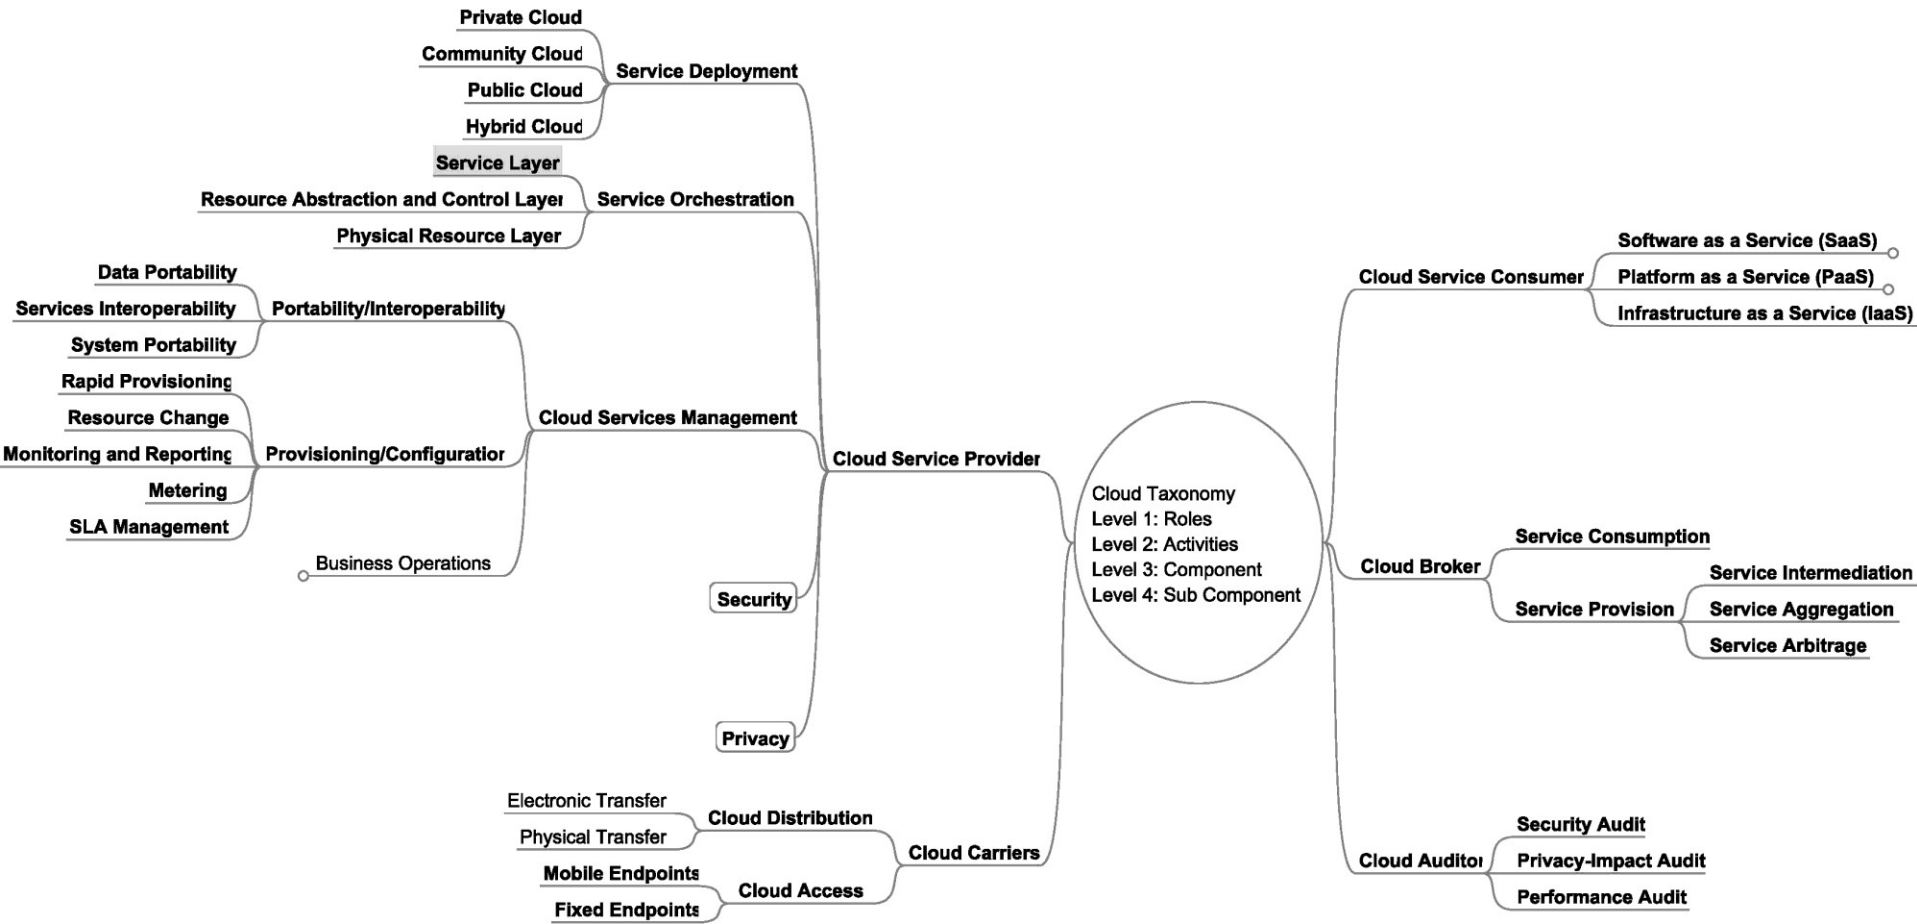 Private Cloud
Community Cloud
Public Cloud
Hybrid Cloud
Service Deployment
Service Layer
Resource Abstraction and Control Layer
Physical Resource Layer
Service Orchestration
Data Portability
Services Interoperability
System Portability
Portability/Interoperability
Rapid Provisioning
Resource Change
Monitoring and Reporting
Metering
SLA Management
Provisioning/Configuration
Business Operations
Cloud Services Management
Security
Privacy
Cloud Service Provider
Electronic Transfer
Physical Transfer
Cloud Distribution
Mobile Endpoints
Fixed Endpoints
Cloud Access
Cloud Carriers
Cloud Taxonomy
Level 1: Roles
Level 2: Activities
Level 3: Component
Level 4: Sub Component
Cloud Service Consumer
Software as a Service (SaaS)
Platform as a Service (PaaS)
Infrastructure as a Service (IaaS)
Cloud Broker
Service Consumption
Service Provision
Service Intermediation
Service Aggregation
Service Arbitrage
Cloud Auditor
Security Audit
Privacy-Impact Audit
Performance Audit